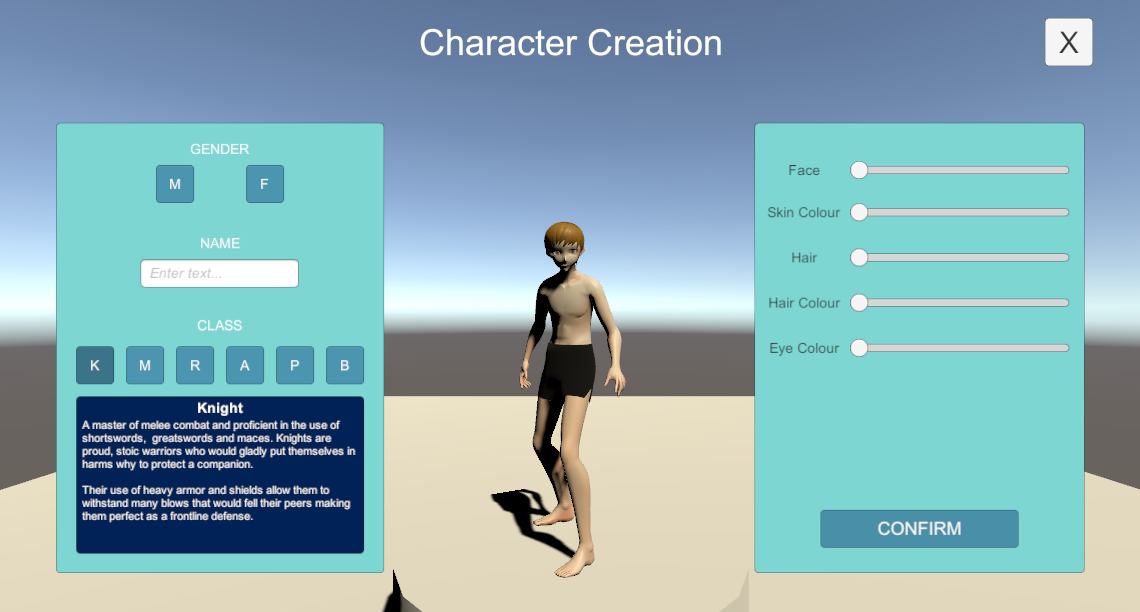 Character Creation
X
GENDER
M
F
NAME
Enter text...
CLASS
K
M
R
A
P
B
Knight
A master of melee combat and proficient in the use of
shortswords, greatswords and maces. Knights are
proud, stoic warriors who would gladly put themselves in
harms why to protect a companion.
Their use of heavy armor and shields allow them to
withstand many blows that would fell their peers making
them perfect as a frontline defense.
Face
Skin Colour
Hair
Hair Colour
Eye Colour
CONFIRM